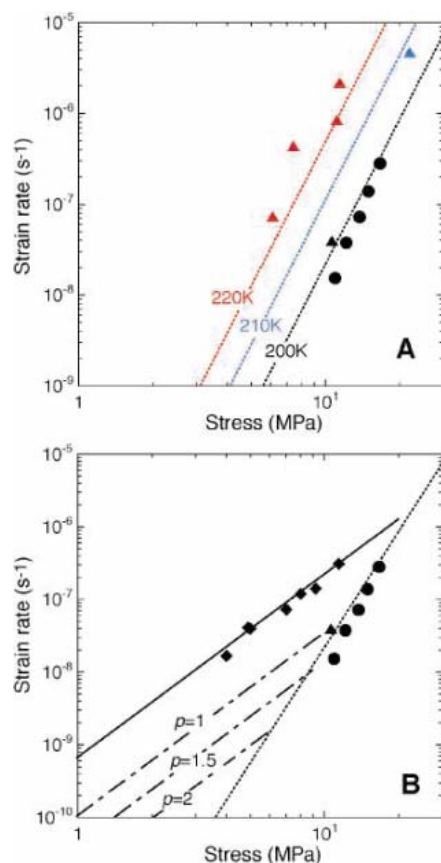 10⁻⁵
10⁻⁶
10⁻⁷
10⁻⁸
10⁻⁹
Strain rate (s⁻¹)
220K
210K
200K
A
1
10¹
Stress (MPa)
10⁻⁵
10⁻⁶
10⁻⁷
10⁻⁸
10⁻⁹
10⁻¹⁰
Strain rate (s⁻¹)
p=1
p=1.5
p=2
B
1
10¹
Stress (MPa)